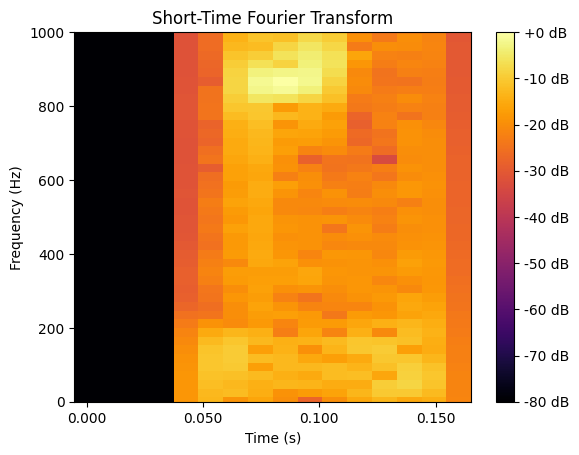 Short-Time Fourier Transform
1000
800
600
400
200
0
Frequency (Hz)
0.000
0.050
0.100
0.150
Time (s)
+0 dB
-10 dB
-20 dB
-30 dB
-40 dB
-50 dB
-60 dB
-70 dB
-80 dB